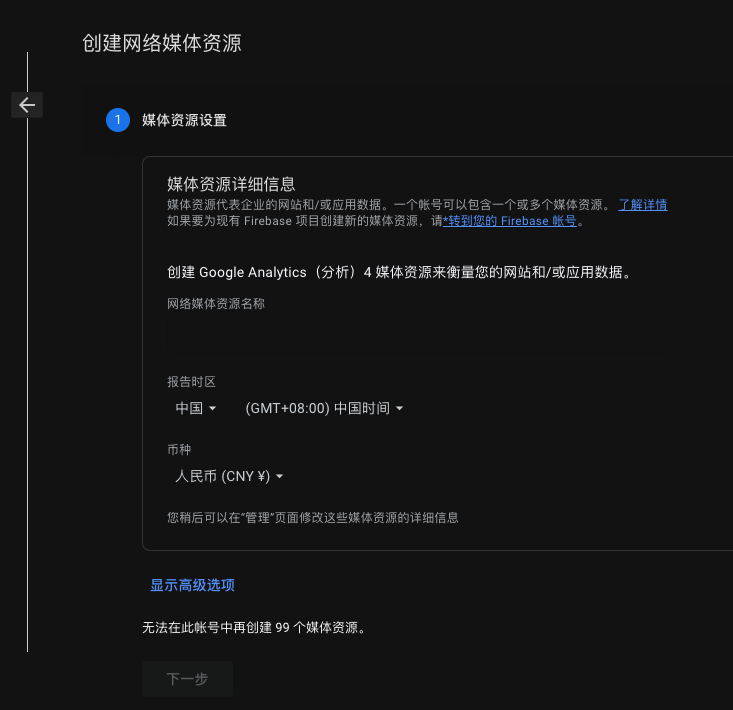 创建网络媒体资源
1 媒体资源设置
媒体资源详细信息
媒体资源代表企业的网站和/或应用数据。一个帐号可以包含一个或多个媒体资源。 了解详情
如果要为现有 Firebase 项目创建新的媒体资源，请*转到您的 Firebase 帐号。
创建 Google Analytics（分析）4 媒体资源来衡量您的网站和/或应用数据。
网络媒体资源名称
报告时区
中国 (GMT+08:00) 中国时间
币种
人民币 (CNY ¥)
您稍后可以在“管理”页面修改这些媒体资源的详细信息
显示高级选项
无法在此帐号中再创建 99 个媒体资源。
下一步